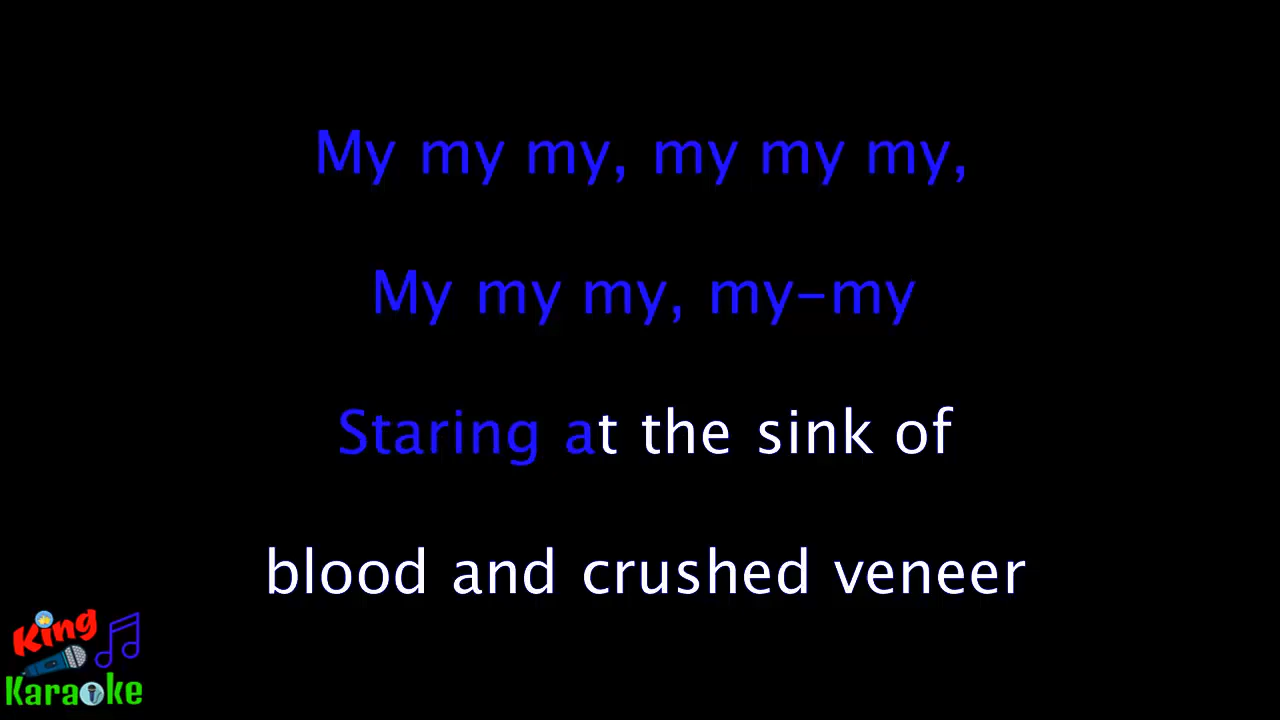 My my my, my my my,
My my my, my-my
Staring at the sink of
blood and crushed veneer
King
Karaoke